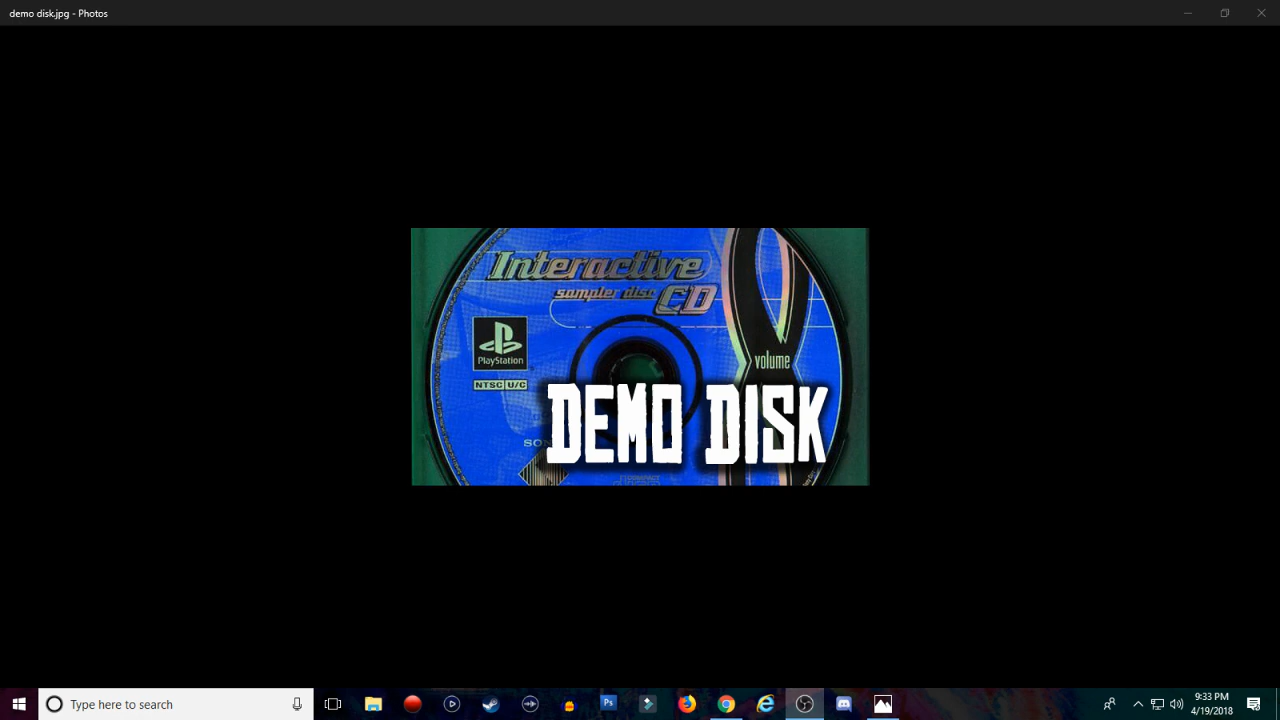 demo disk.jpg - Photos
Interactive
sampler disc CD
PlayStation
NTSC U/C
volume
DEMO DISK
Type here to search
Ps
9:33 PM
4/19/2018